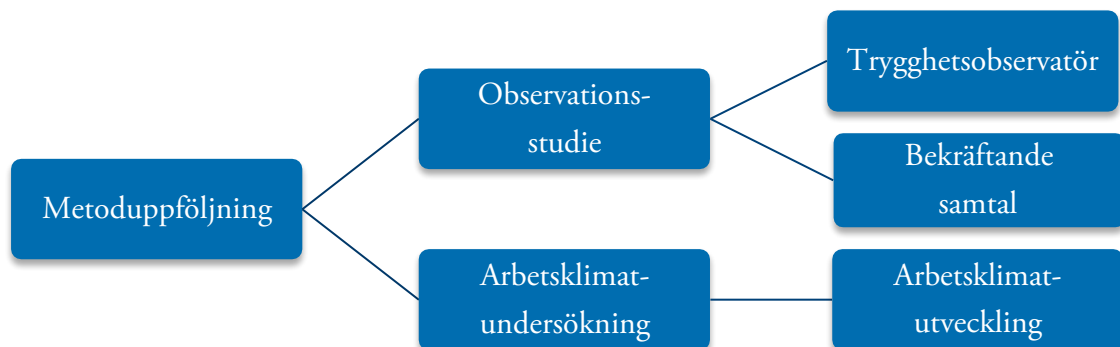 Metoduppföljning
Observations-
studie
Trygghetsobservatör
Bekräftande
samtal
Arbetsklimat-
undersökning
Arbetsklimat-
utveckling